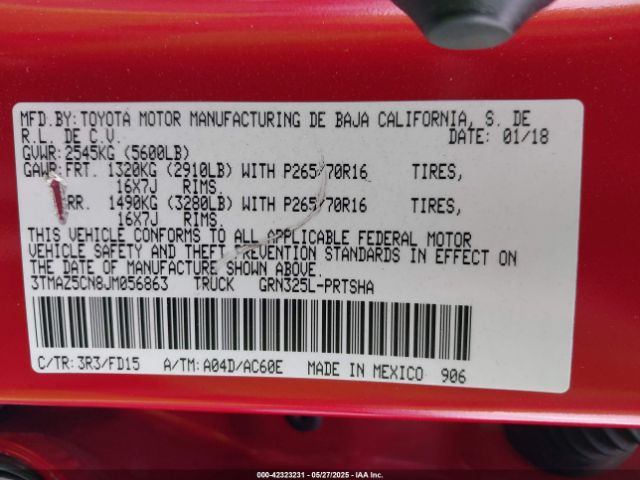 MFD.BY: TOYOTA MOTOR MANUFACTURING DE BAJA CALIFORNIA, S. DE
R.L. DE C.V. DATE: 01/18
GVWR: 2545KG (5600LB)
GAWR: FRT. 1320KG (2910LB) WITH P265/70R16 TIRES,
16X7J RIMS.
RR. 1490KG (3280LB) WITH P265/70R16 TIRES,
16X7J RIMS.
THIS VEHICLE CONFORMS TO ALL APPLICABLE FEDERAL MOTOR
VEHICLE SAFETY AND THEFT PREVENTION STANDARDS IN EFFECT ON
THE DATE OF MANUFACTURE SHOWN ABOVE.
3TMAZ5CN8JM056863 TRUCK GRN325L-PRTSHA
C/TR: 3R3/FD15 A/TM: A04D/AC60E MADE IN MEXICO 906
000-42323231 - 05/27/2025 - IAA Inc.